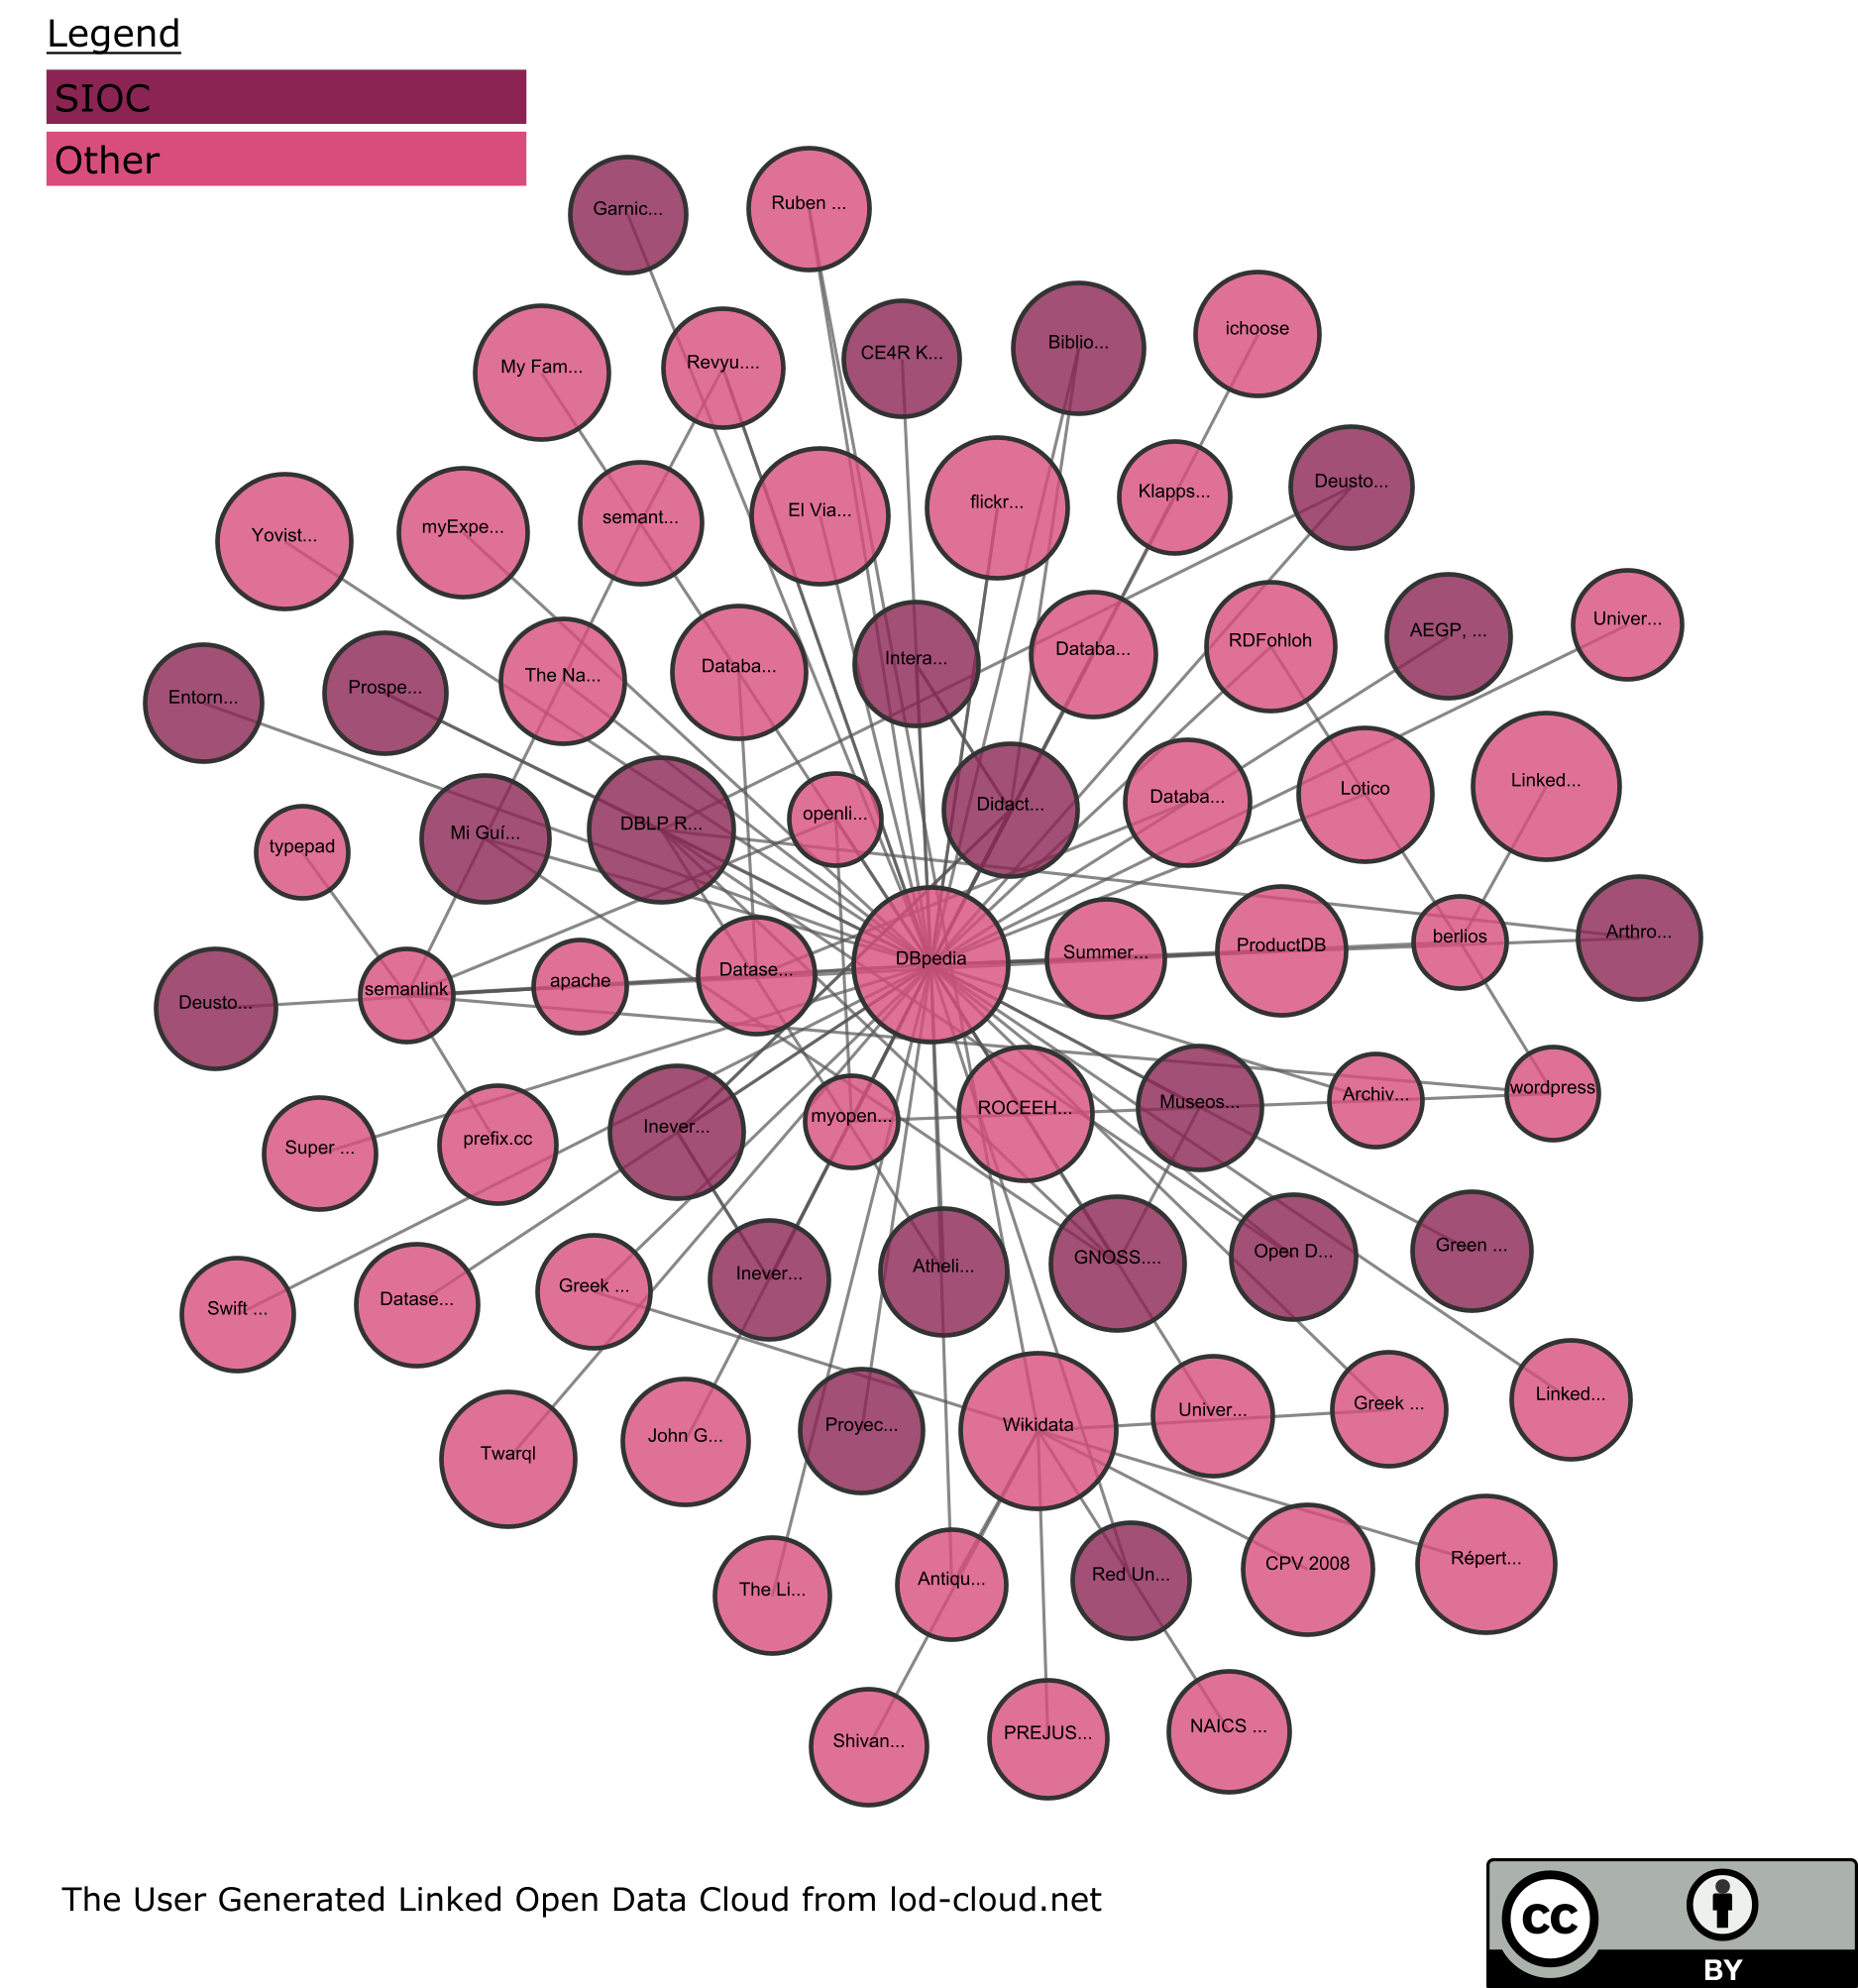 Legend
SIOC
Other
Garnic...
Ruben ...
ichoose
Biblio...
CE4R K...
Revyu....
My Fam...
Deusto...
Klapps...
flickr...
El Via...
semant...
myExpe...
Yovist...
Univer...
AEGP, ...
RDFohloh
Databa...
Intera...
Databa...
The Na...
Prospe...
Entorn...
Linked...
Lotico
Databa...
Didact...
openli...
DBLP R...
Mi Guí...
typepad
Arthro...
berlios
ProductDB
Summer...
DBpedia
Datase...
apache
semanlink
Deusto...
wordpress
Archiv...
Museos...
ROCEEH...
myopen...
Inever...
prefix.cc
Super ...
Green ...
Open D...
GNOSS....
Atheli...
Inever...
Greek ...
Datase...
Swift ...
Linked...
Greek ...
Univer...
Wikidata
Proyec...
John G...
Twarql
Répert...
CPV 2008
Red Un...
Antiqu...
The Li...
NAICS ...
PREJUS...
Shivan...
The User Generated Linked Open Data Cloud from lod-cloud.net
cc
BY